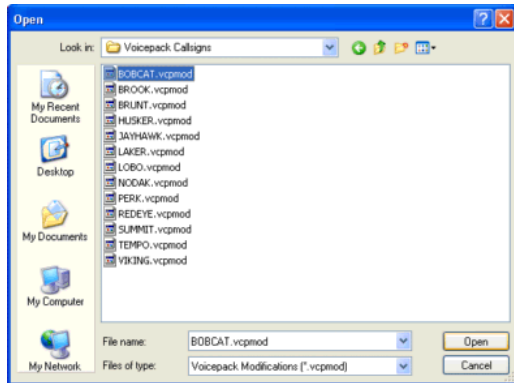 Open
Look in:
Voicepack Callsigns
My Recent
Documents
Desktop
My Documents
My Computer
My Network
BOBCAT.vcpmod
BROOK.vcpmod
BRUNT.vcpmod
HUSKER.vcpmod
JAYHAWK.vcpmod
LAKER.vcpmod
LOBO.vcpmod
NODAK.vcpmod
PERK.vcpmod
REDEYE.vcpmod
SUMMIT.vcpmod
TEMPO.vcpmod
VIKING.vcpmod
File name:
BOBCAT.vcpmod
Open
Files of type:
Voicepack Modifications (*.vcpmod)
Cancel